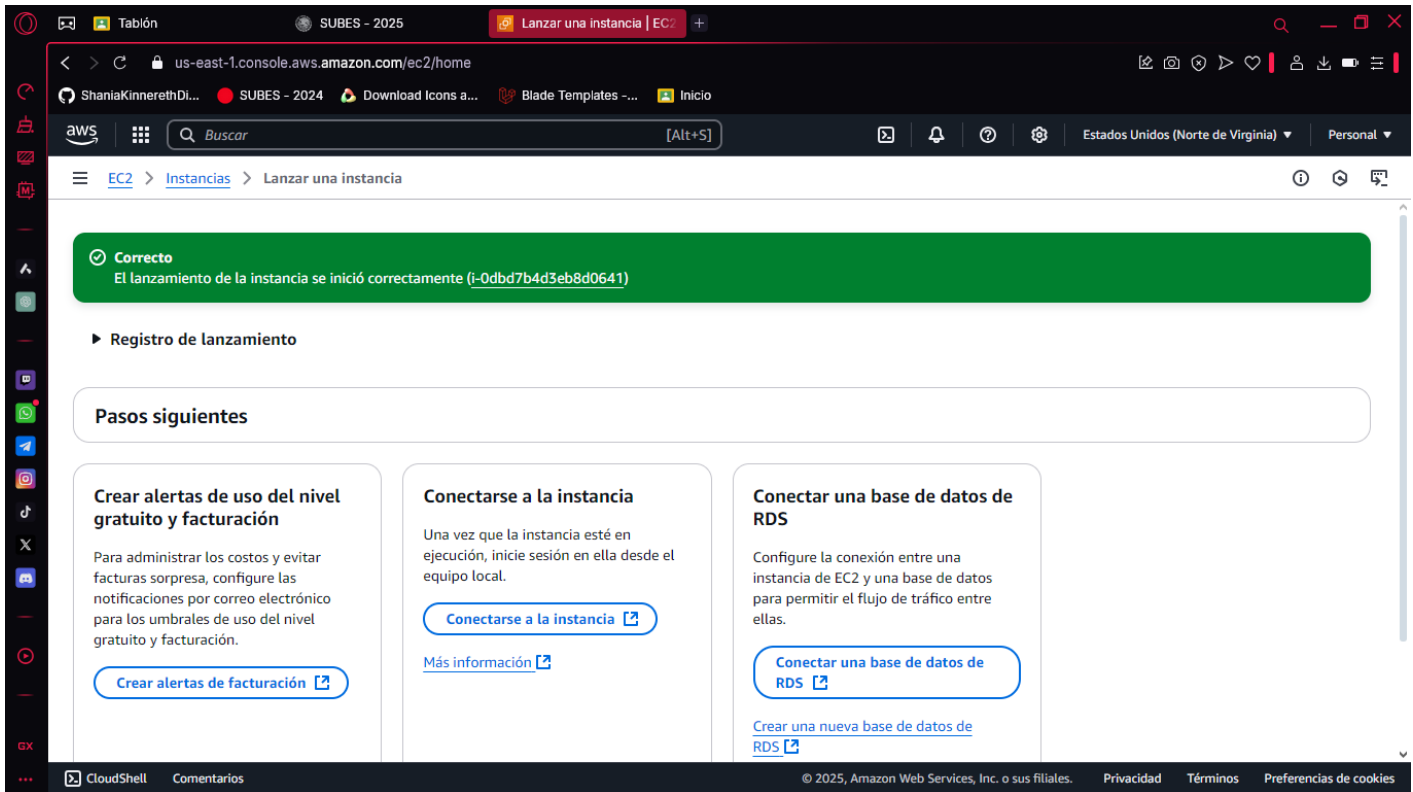 Tablón
SUBES - 2025
Lanzar una instancia | EC2
us-east-1.console.aws.amazon.com/ec2/home
ShaniaKinnerethDi...
SUBES - 2024
Download Icons a...
Blade Templates -...
Inicio
aws
Buscar
[Alt+S]
Estados Unidos (Norte de Virginia)
Personal
EC2 > Instancias > Lanzar una instancia
Correcto
El lanzamiento de la instancia se inició correctamente (i-0dbd7b4d3eb8d0641)
Registro de lanzamiento
Pasos siguientes
Crear alertas de uso del nivel
gratuito y facturación
Para administrar los costos y evitar
facturas sorpresa, configure las
notificaciones por correo electrónico
para los umbrales de uso del nivel
gratuito y facturación.
Crear alertas de facturación
Conectarse a la instancia
Una vez que la instancia esté en
ejecución, inicie sesión en ella desde el
equipo local.
Conectarse a la instancia
Más información
Conectar una base de datos de
RDS
Configure la conexión entre una
instancia de EC2 y una base de datos
para permitir el flujo de tráfico entre
ellas.
Conectar una base de datos de
RDS
Crear una nueva base de datos de
RDS
GX
CloudShell
Comentarios
© 2025, Amazon Web Services, Inc. o sus filiales.
Privacidad
Términos
Preferencias de cookies